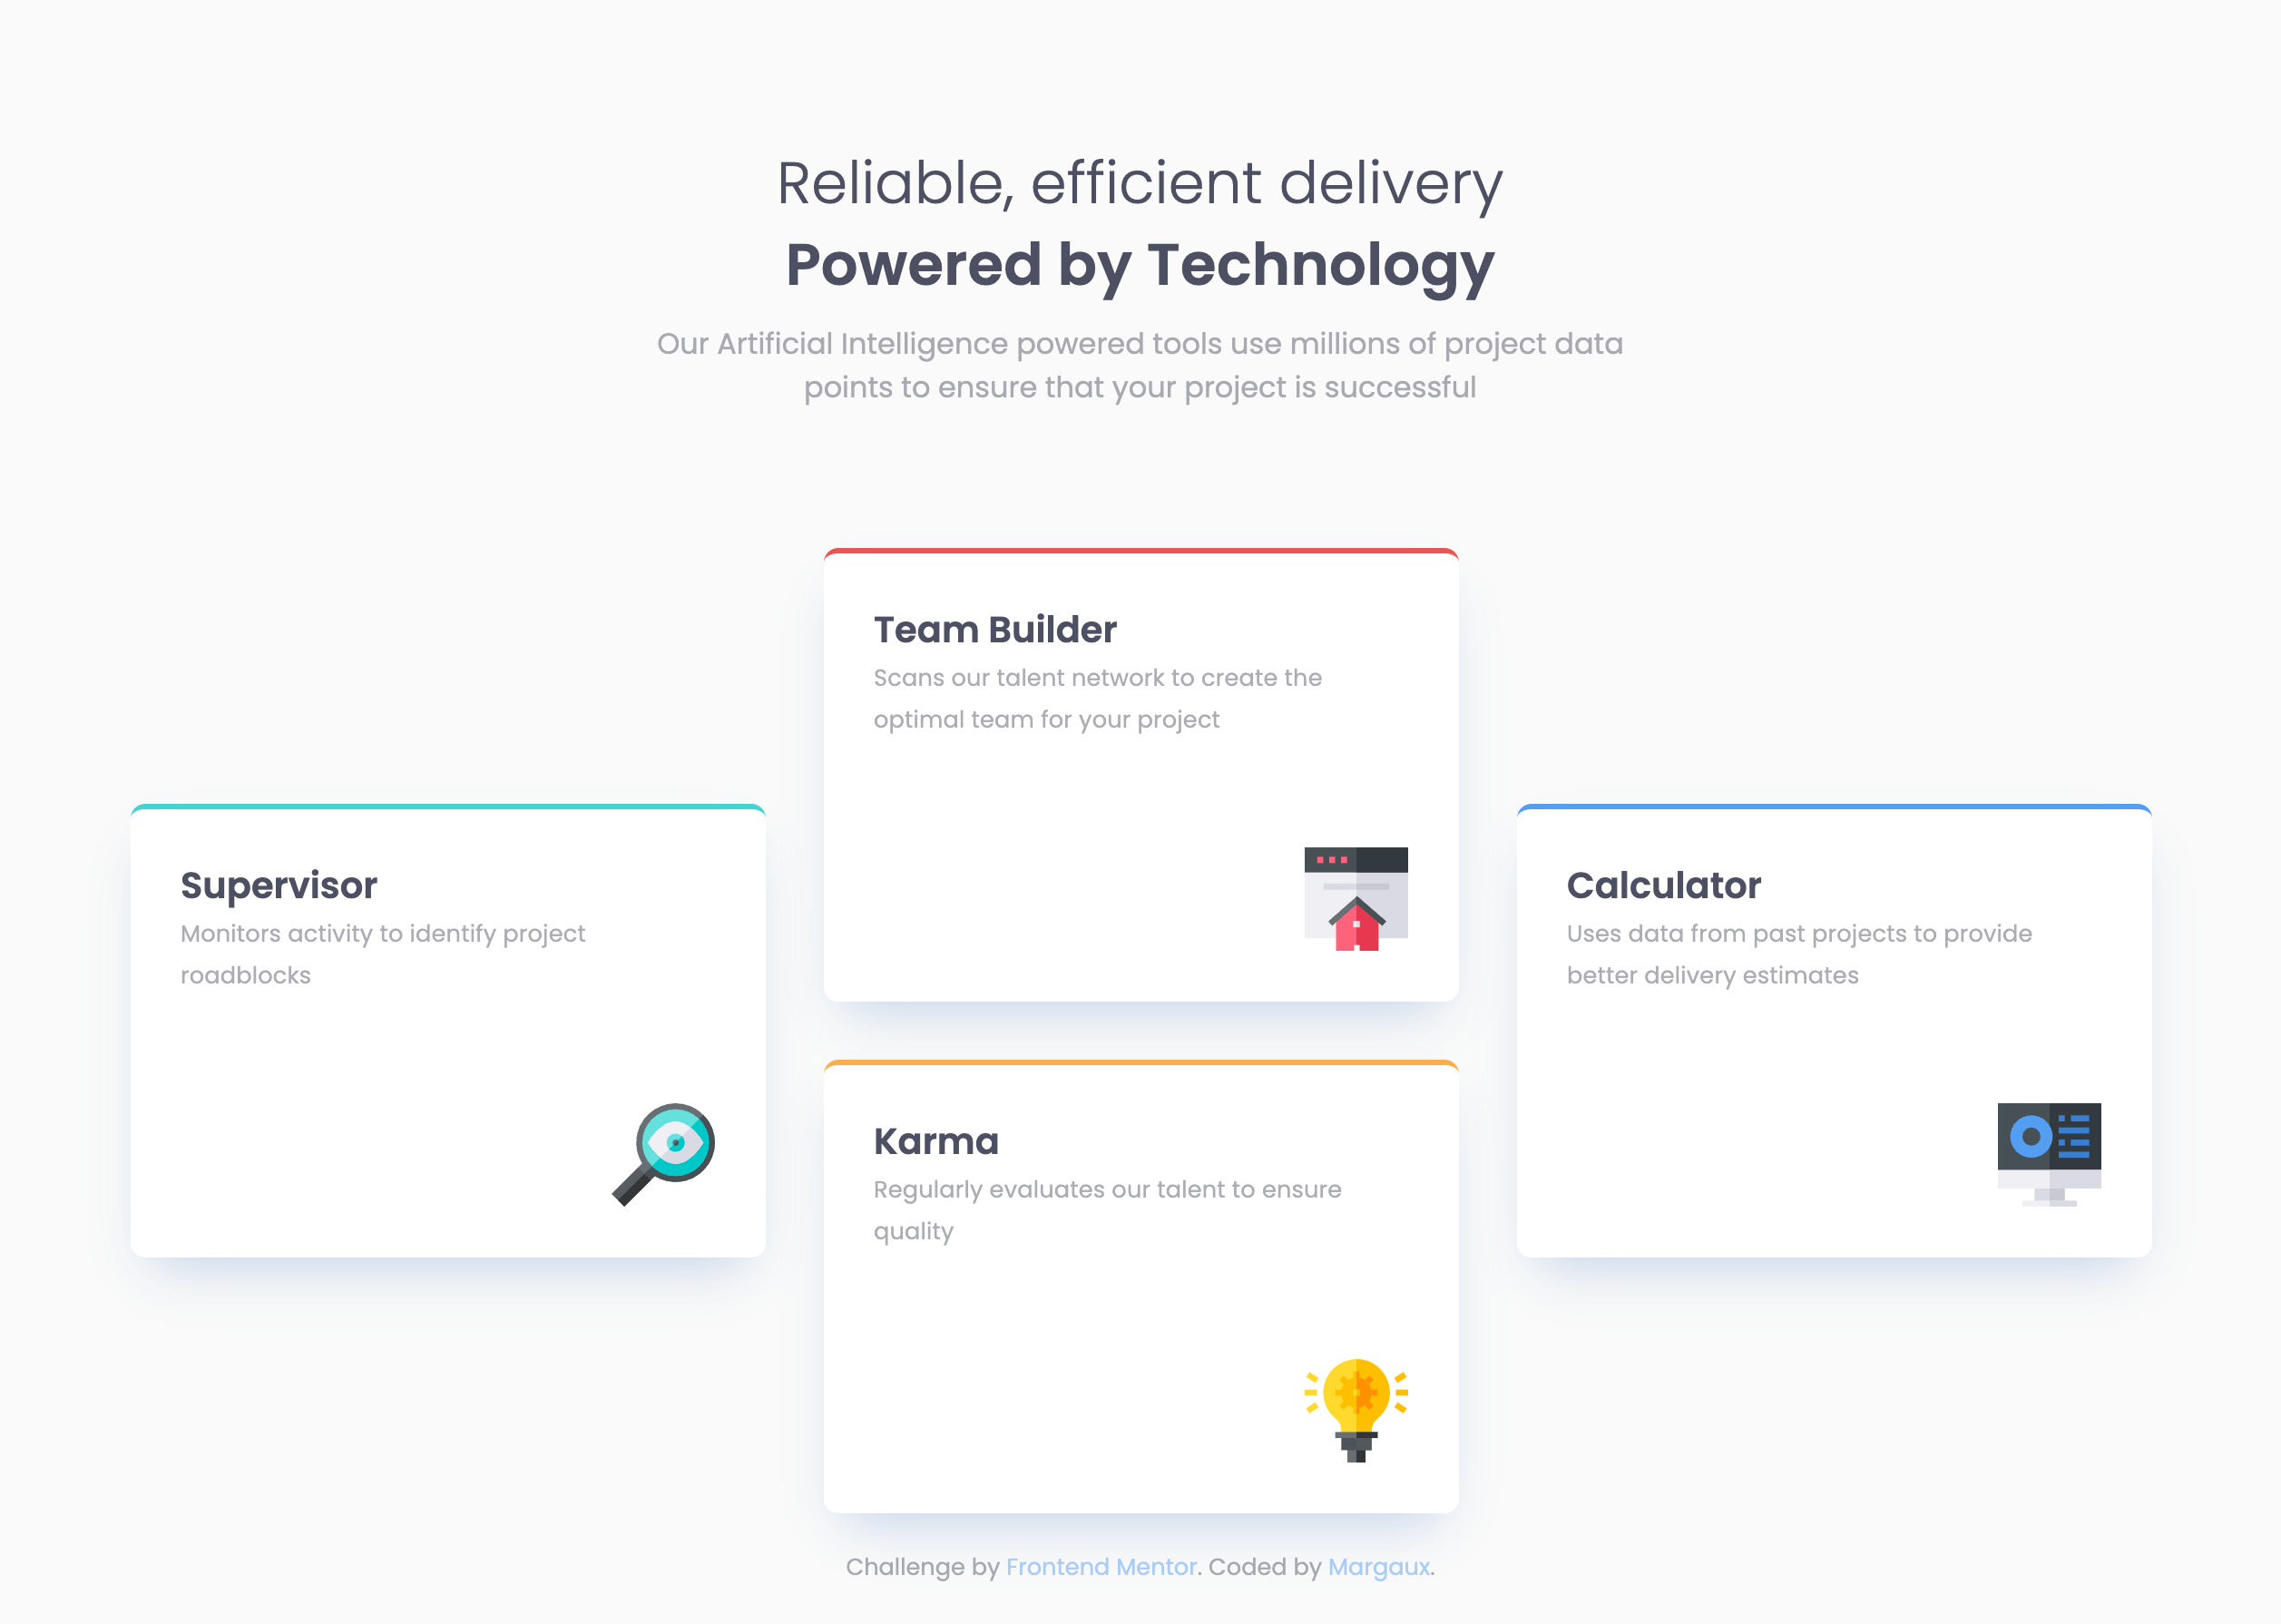 Reliable, efficient delivery
Powered by Technology
Our Artificial Intelligence powered tools use millions of project data
points to ensure that your project is successful
Supervisor
Monitors activity to identify project
roadblocks
Team Builder
Scans our talent network to create the
optimal team for your project
Karma
Regularly evaluates our talent to ensure
quality
Calculator
Uses data from past projects to provide
better delivery estimates
Challenge by Frontend Mentor. Coded by Margaux.